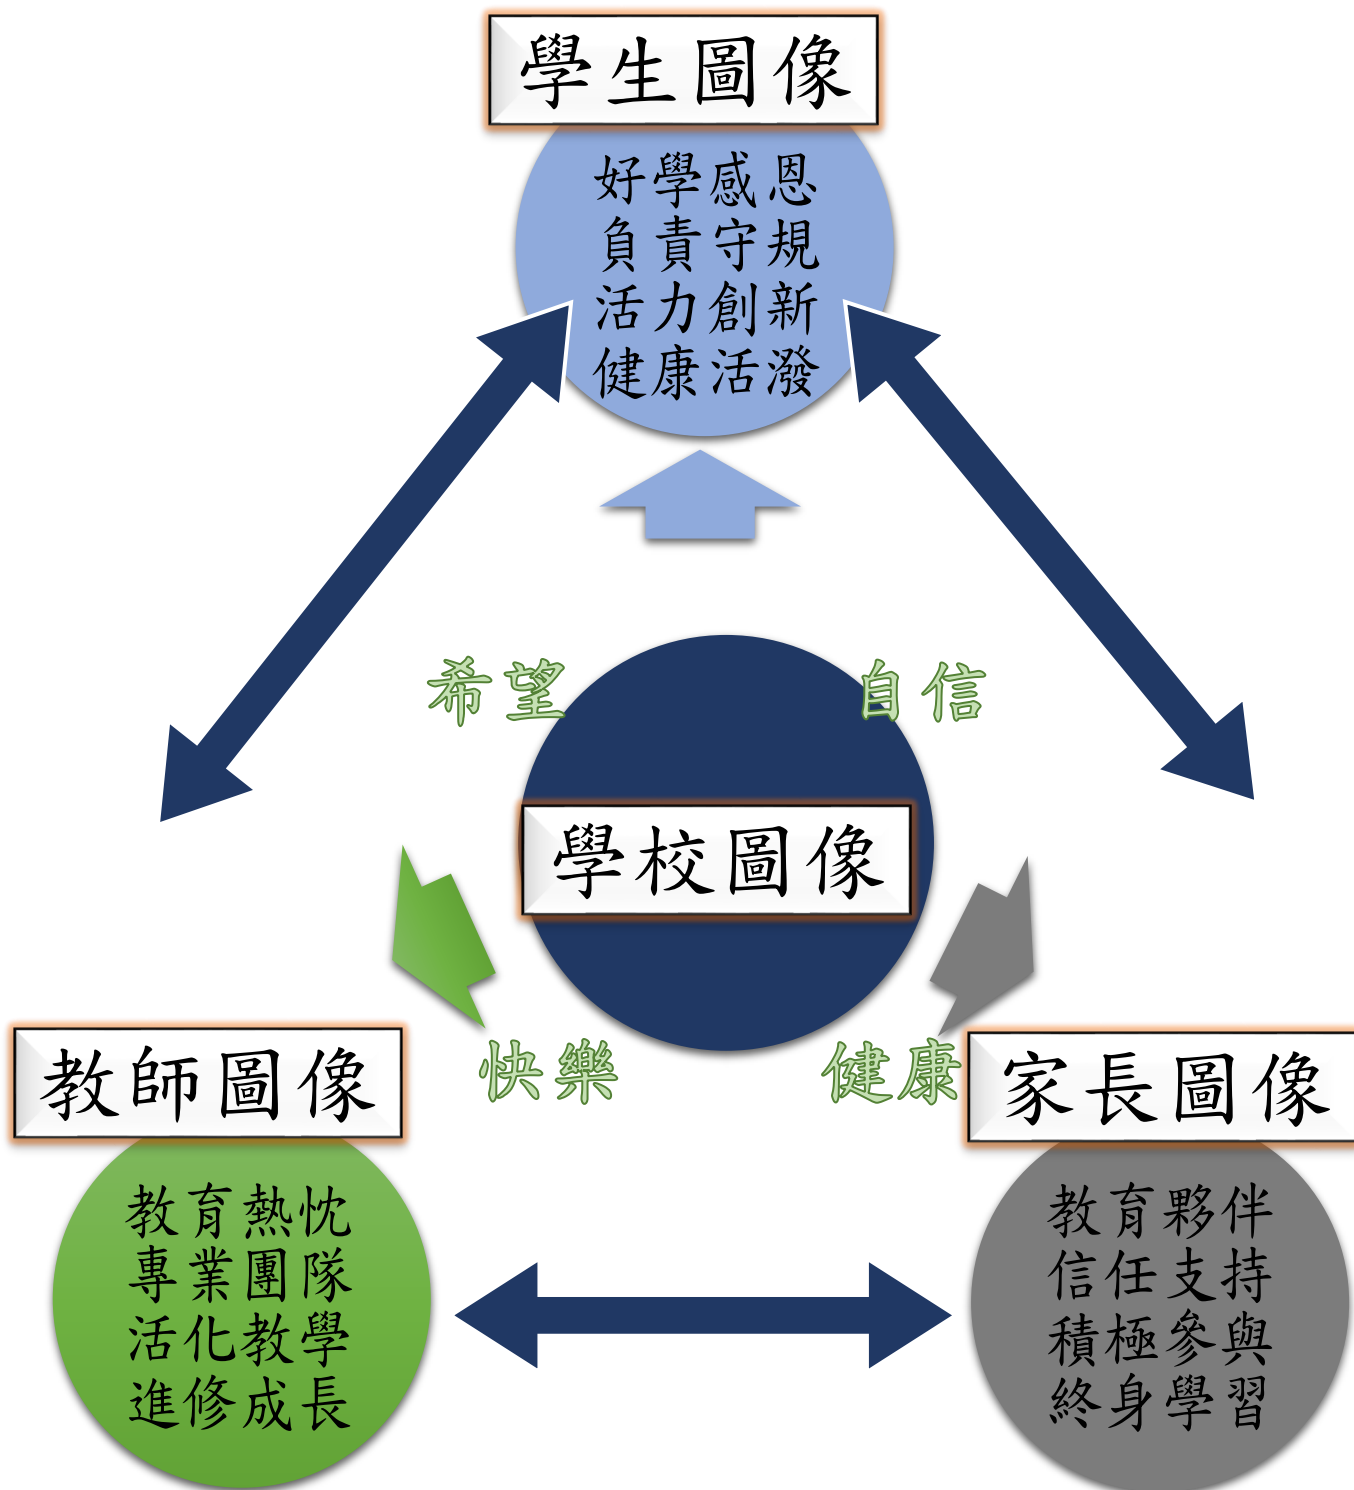 學生圖像
好學感恩
負責守規
活力創新
健康活潑
希望
自信
學校圖像
快樂
健康
教師圖像
教育熱忱
專業團隊
活化教學
進修成長
家長圖像
教育夥伴
信任支持
積極參與
終身學習